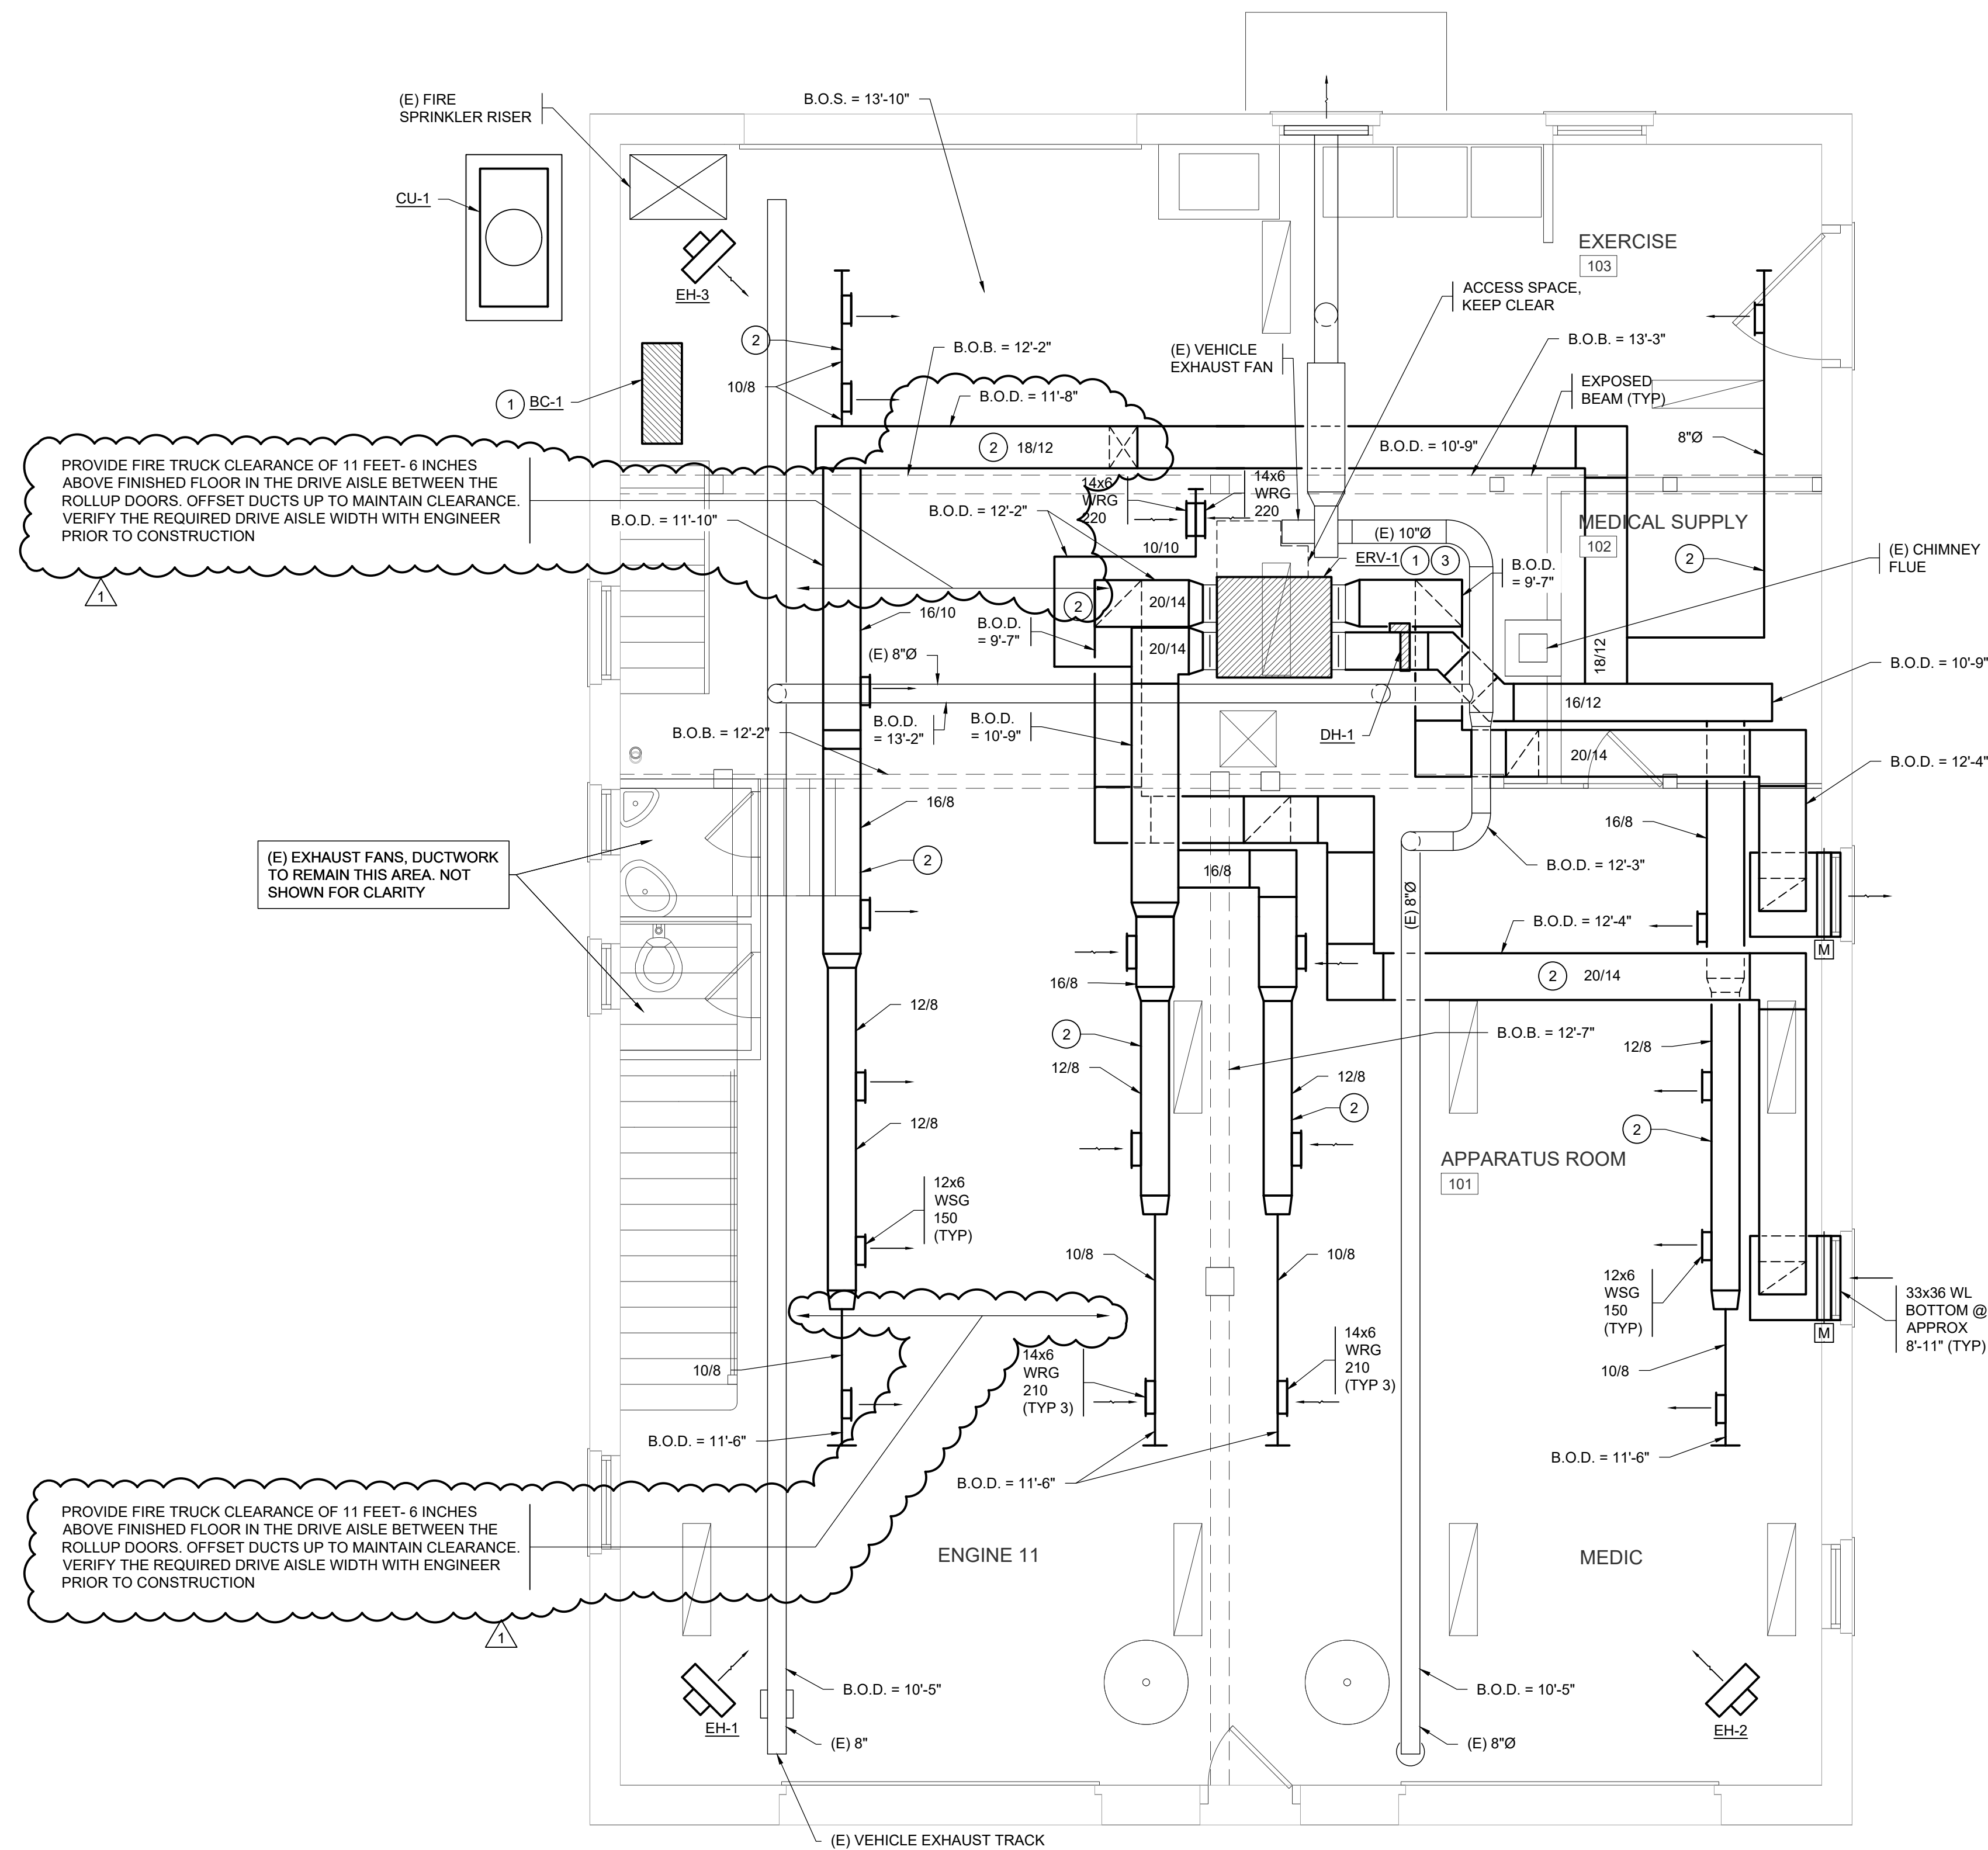 (E) FIRE
SPRINKLER RISER
B.O.S. = 13'-10"
CU-1
EXERCISE
103
EH-3
ACCESS SPACE,
KEEP CLEAR
2
B.O.B. = 12'-2"
(E) VEHICLE
EXHAUST FAN
B.O.B. = 13'-3"
10/8
1 BC-1
B.O.D. = 11'-8"
EXPOSED
BEAM (TYP)
2 18/12
B.O.D. = 10'-9"
8"Ø
PROVIDE FIRE TRUCK CLEARANCE OF 11 FEET- 6 INCHES
ABOVE FINISHED FLOOR IN THE DRIVE AISLE BETWEEN THE
ROLLUP DOORS. OFFSET DUCTS UP TO MAINTAIN CLEARANCE.
VERIFY THE REQUIRED DRIVE AISLE WIDTH WITH ENGINEER
PRIOR TO CONSTRUCTION
1
B.O.D. = 11'-10"
B.O.D. = 12'-2"
14x6
WRG
220
14x6
WRG
220
10/10
(E) 10"Ø
MEDICAL SUPPLY
102
2
(E) CHIMNEY
FLUE
ERV-1 1 3
B.O.D.
= 9'-7"
16/10
2
20/14
B.O.D.
= 9'-7"
20/14
(E) 8"Ø
18/12
B.O.D. = 10'-9"
16/12
B.O.D.
= 13'-2"
B.O.D.
= 10'-9"
B.O.B. = 12'-2"
DH-1
20/14
B.O.D. = 12'-4"
16/8
16/8
(E) EXHAUST FANS, DUCTWORK
TO REMAIN THIS AREA. NOT
SHOWN FOR CLARITY
2
16/8
B.O.D. = 12'-3"
(E) 8"Ø
B.O.D. = 12'-4"
M
16/8
2 20/14
12/8
2
B.O.B. = 12'-7"
12/8
12/8
12/8
2
12/8
2
APPARATUS ROOM
101
12x6
WSG
150
(TYP)
10/8
10/8
12x6
WSG
150
(TYP)
33x36 WL
BOTTOM @
APPROX
8'-11" (TYP)
M
10/8
14x6
WRG
210
(TYP 3)
14x6
WRG
210
(TYP 3)
10/8
B.O.D. = 11'-6"
B.O.D. = 11'-6"
B.O.D. = 11'-6"
PROVIDE FIRE TRUCK CLEARANCE OF 11 FEET- 6 INCHES
ABOVE FINISHED FLOOR IN THE DRIVE AISLE BETWEEN THE
ROLLUP DOORS. OFFSET DUCTS UP TO MAINTAIN CLEARANCE.
VERIFY THE REQUIRED DRIVE AISLE WIDTH WITH ENGINEER
PRIOR TO CONSTRUCTION
1
ENGINE 11
MEDIC
B.O.D. = 10'-5"
B.O.D. = 10'-5"
EH-1
EH-2
(E) 8"
(E) 8"Ø
(E) VEHICLE EXHAUST TRACK